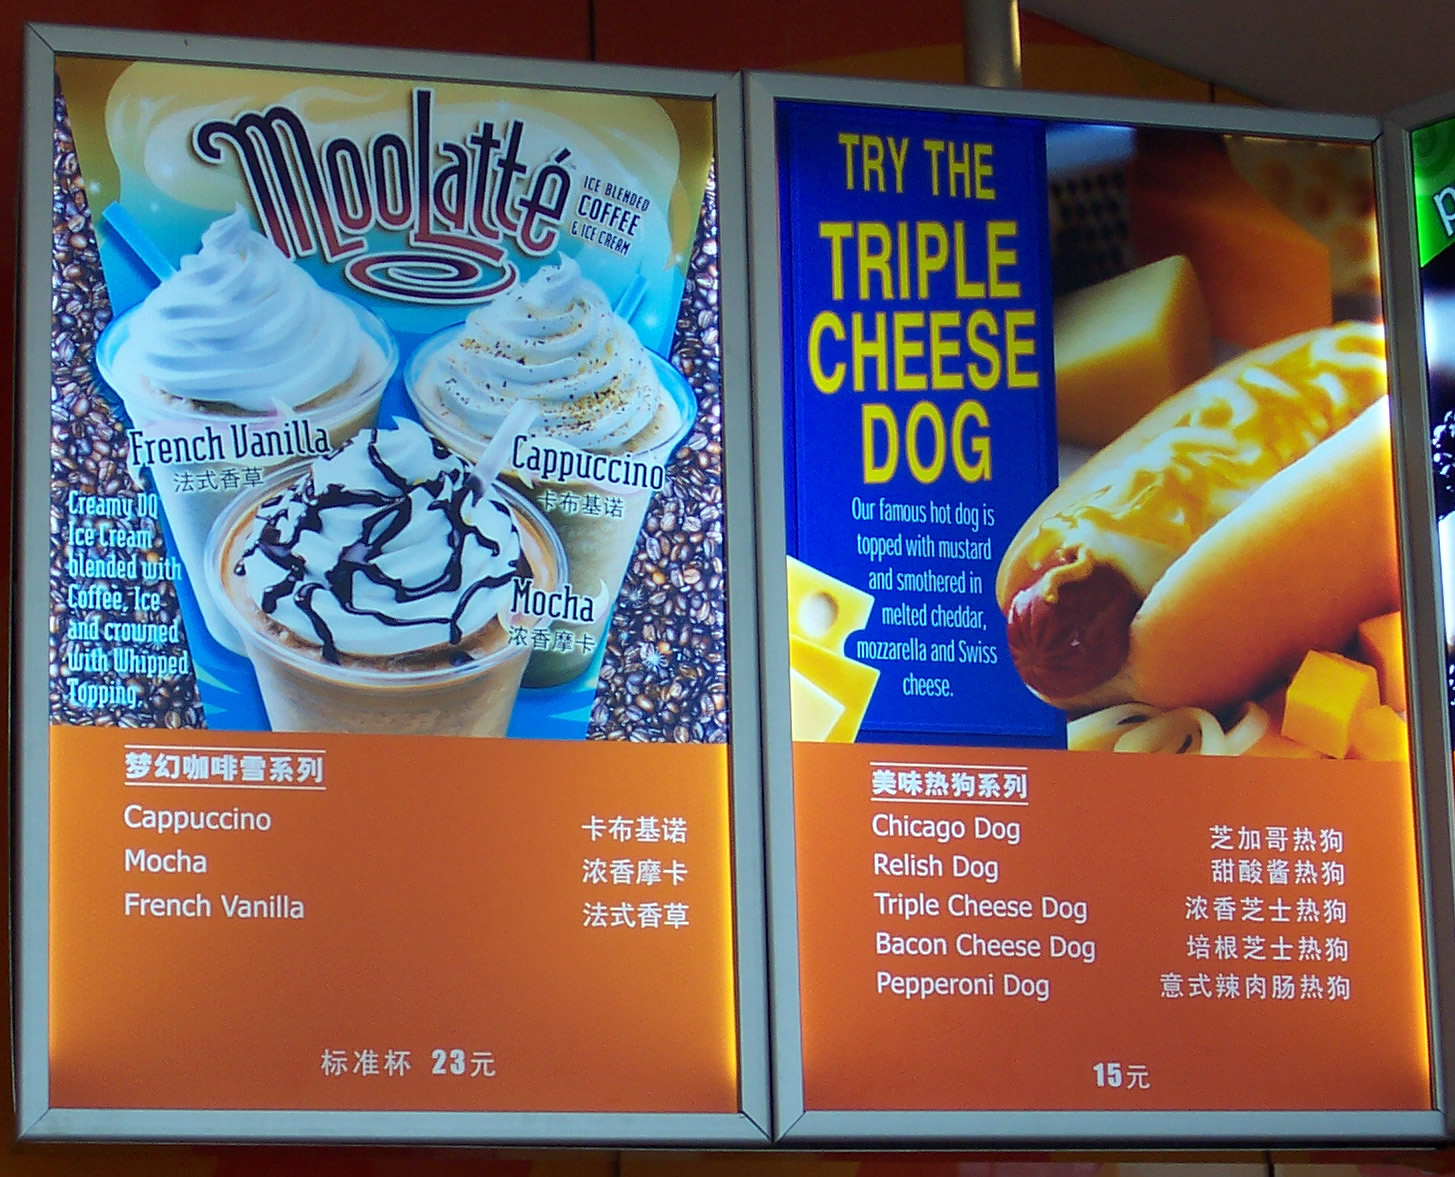 MooLatté
ICE BLENDED
COFFEE
& ICE CREAM
French Vanilla
法式香草
Cappuccino
卡布基诺
Mocha
浓香摩卡
Creamy DQ
Ice Cream
blended with
Coffee, Ice
and crowned
with Whipped
Topping.
梦幻咖啡雪系列
Cappuccino 卡布基诺
Mocha 浓香摩卡
French Vanilla 法式香草
标准杯 23元
TRY THE
TRIPLE
CHEESE
DOG
Our famous hot dog is
topped with mustard
and smothered in
melted cheddar,
mozzarella and Swiss
cheese.
美味热狗系列
Chicago Dog 芝加哥热狗
Relish Dog 甜酸酱热狗
Triple Cheese Dog 浓香芝士热狗
Bacon Cheese Dog 培根芝士热狗
Pepperoni Dog 意式辣肉肠热狗
15元